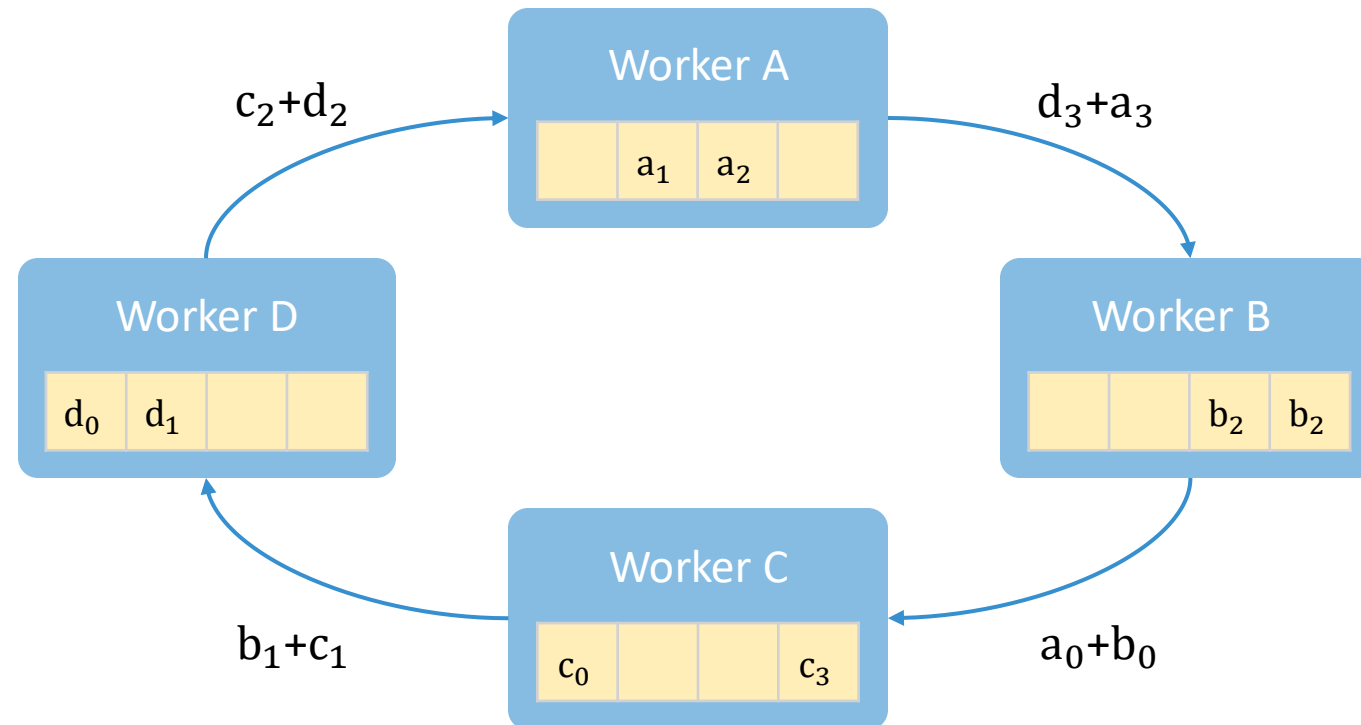 Worker A
c₂+d₂
d₃+a₃
a₁ a₂
Worker D
Worker B
d₀ d₁
b₂ b₂
Worker C
b₁+c₁
a₀+b₀
c₀ c₃